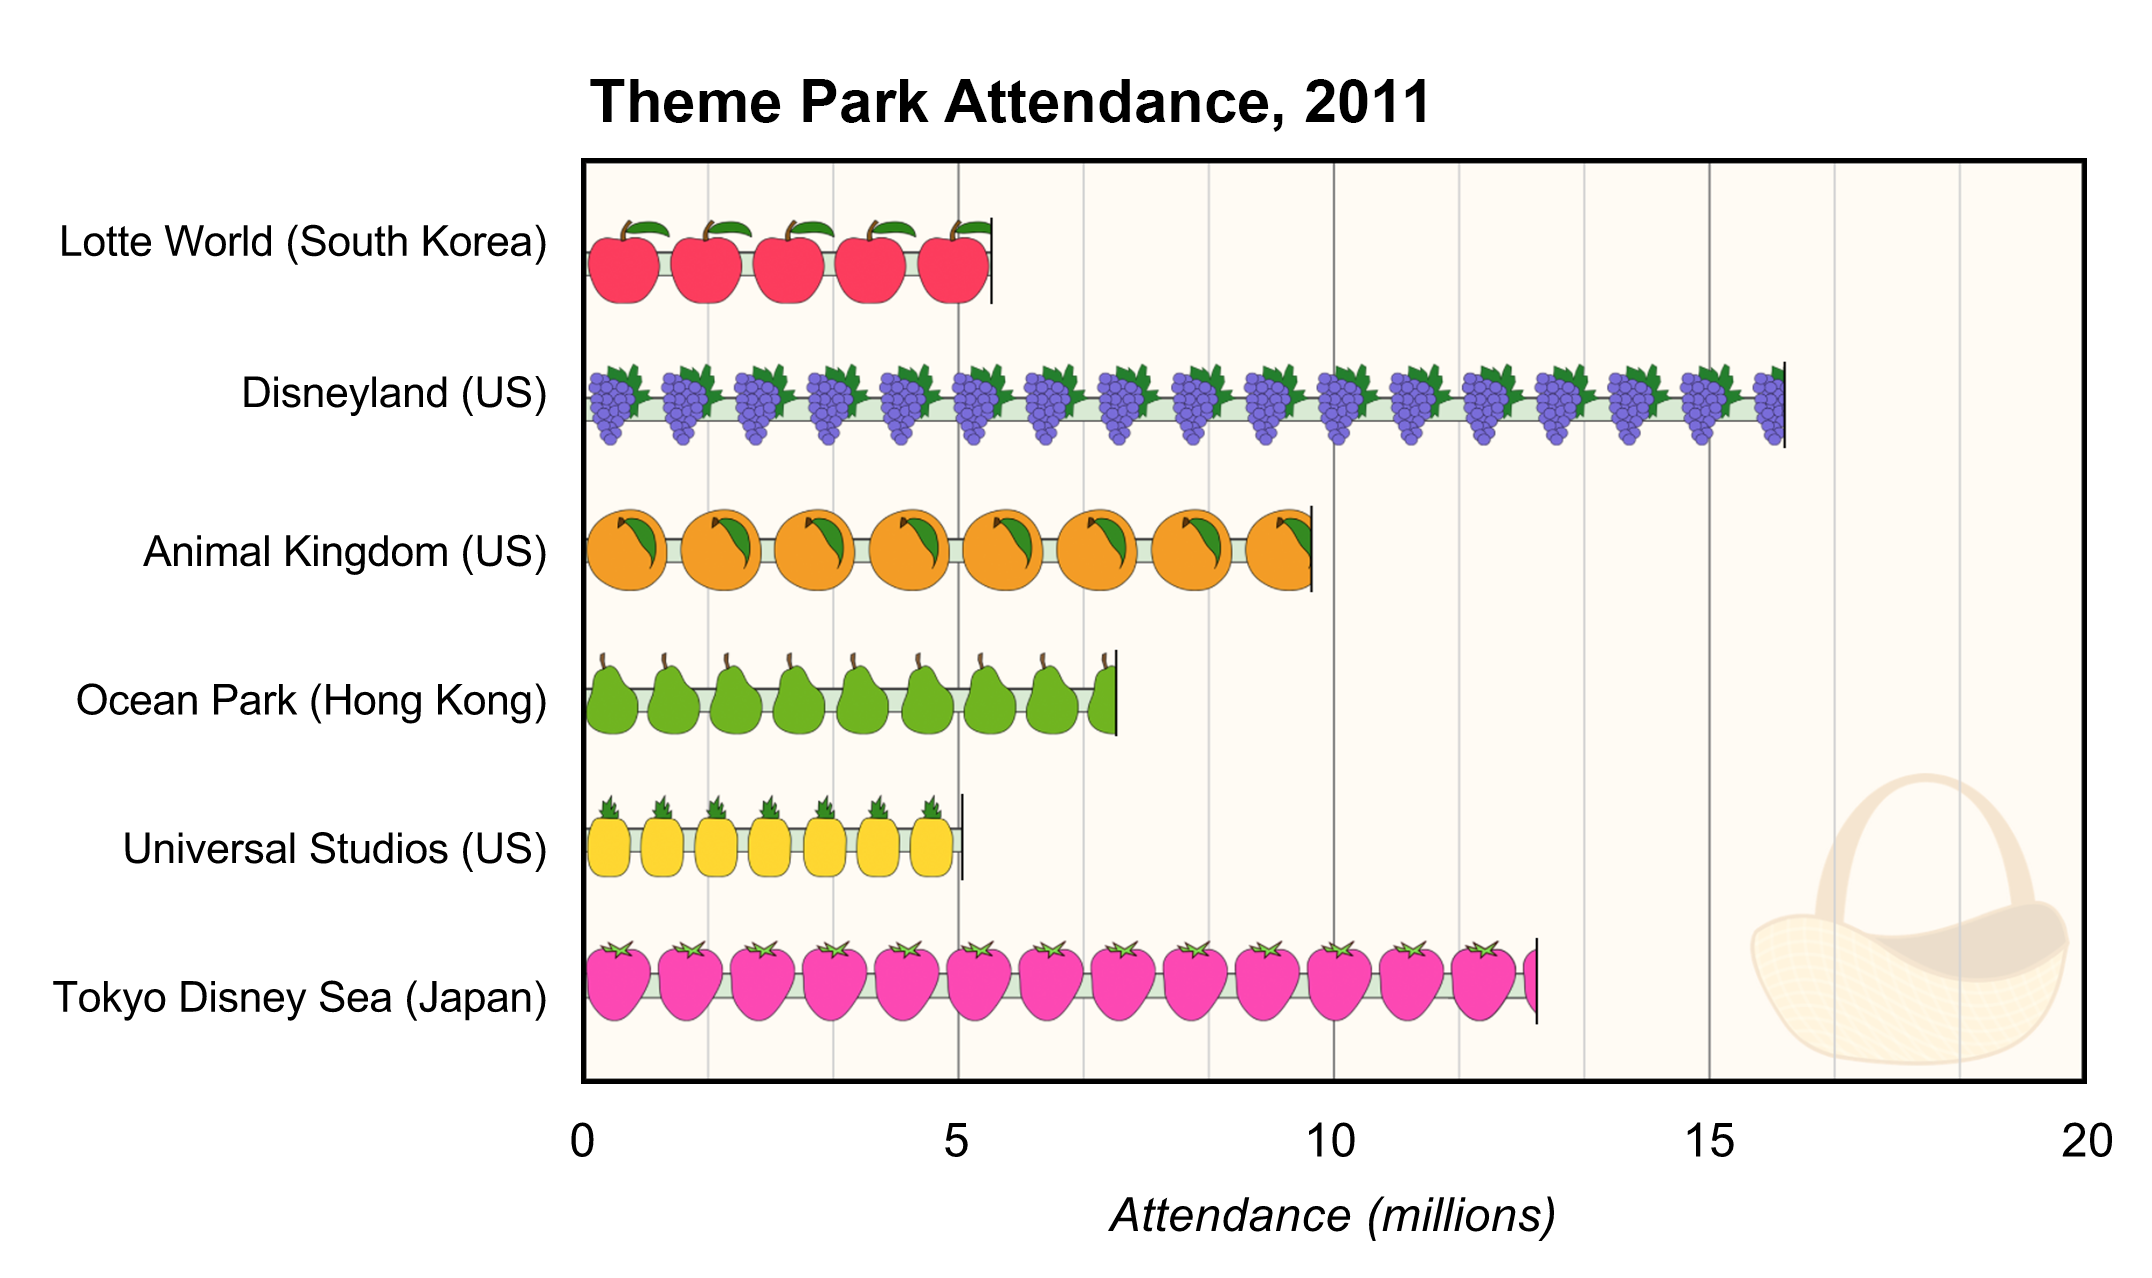 Theme Park Attendance, 2011
Lotte World (South Korea)
Disneyland (US)
Animal Kingdom (US)
Ocean Park (Hong Kong)
Universal Studios (US)
Tokyo Disney Sea (Japan)
0 5 10 15 20
Attendance (millions)